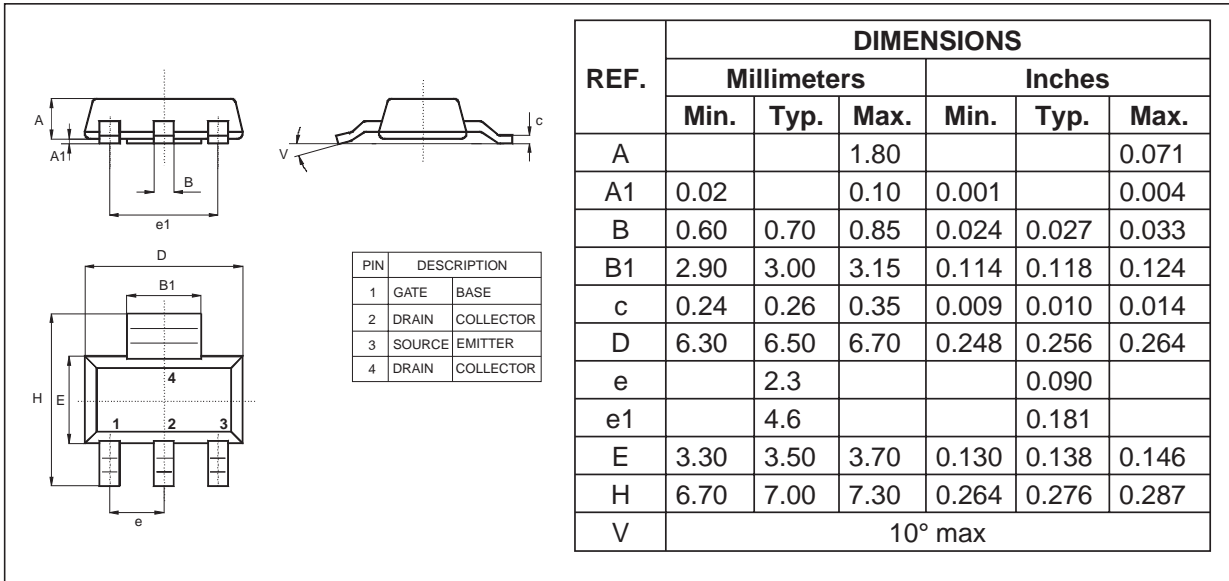 A
A1
B
e1
V
c
D
B1
H
E
4
1 2 3
e
PIN DESCRIPTION
1 GATE BASE
2 DRAIN COLLECTOR
3 SOURCE EMITTER
4 DRAIN COLLECTOR
DIMENSIONS
REF. Millimeters Inches
Min. Typ. Max. Min. Typ. Max.
A 1.80 0.071
A1 0.02 0.10 0.001 0.004
B 0.60 0.70 0.85 0.024 0.027 0.033
B1 2.90 3.00 3.15 0.114 0.118 0.124
c 0.24 0.26 0.35 0.009 0.010 0.014
D 6.30 6.50 6.70 0.248 0.256 0.264
e 2.3 0.090
e1 4.6 0.181
E 3.30 3.50 3.70 0.130 0.138 0.146
H 6.70 7.00 7.30 0.264 0.276 0.287
V 10° max